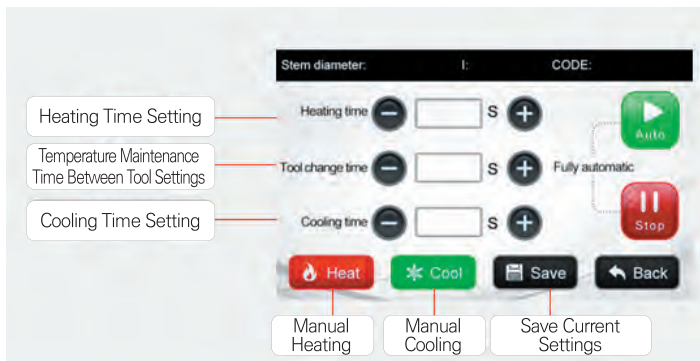 Stem diameter: I: CODE:
Heating Time Setting
Heating time S
Auto
Temperature Maintenance
Time Between Tool Settings
Tool change time S Fully automatic
Cooling Time Setting
Cooling time S
Stop
Heat Cool Save Back
Manual
Heating
Manual
Cooling
Save Current
Settings